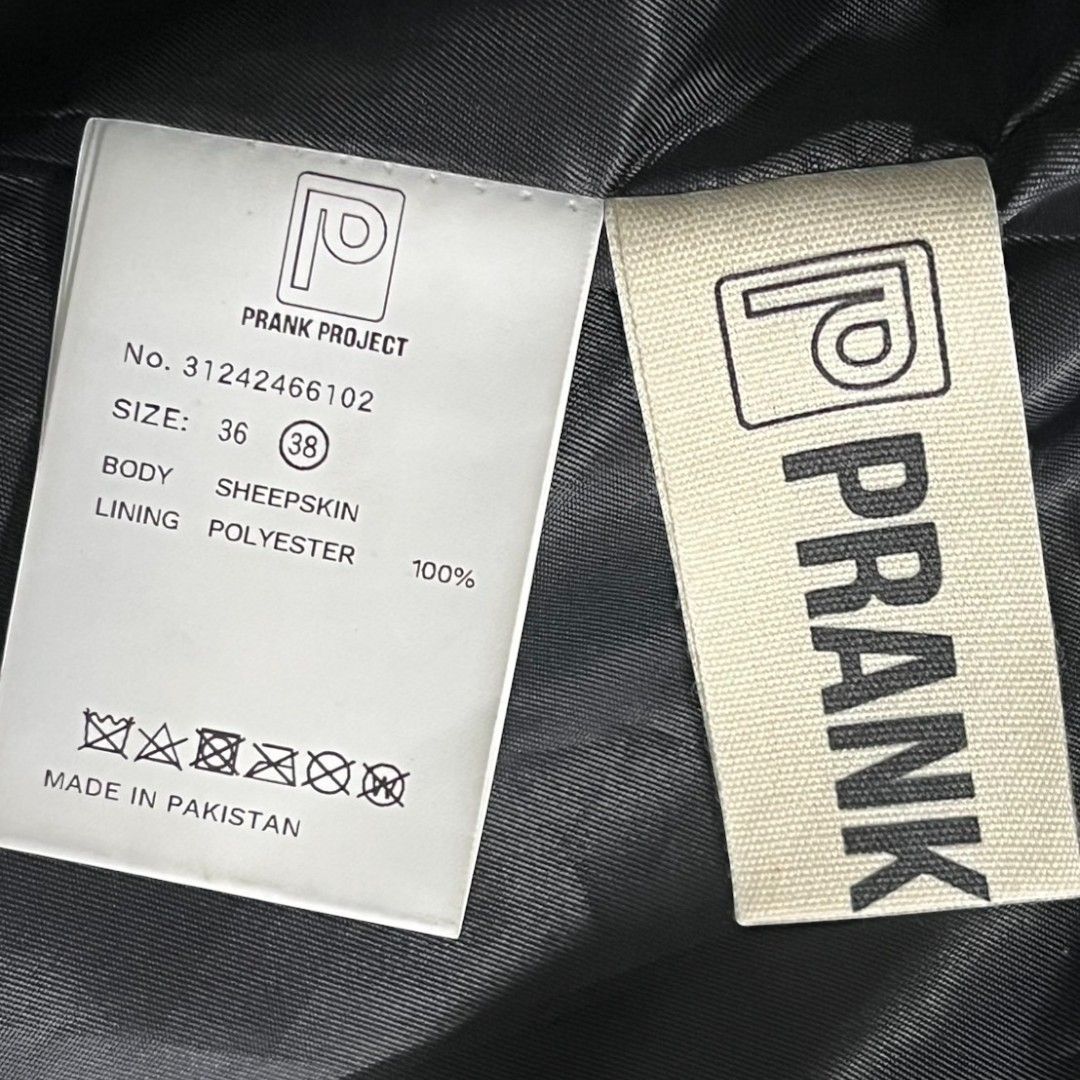 PRANK PROJECT
No. 31242466102
SIZE: 36 38
BODY SHEEPSKIN
LINING POLYESTER 100%
W
MADE IN PAKISTAN
PRANK